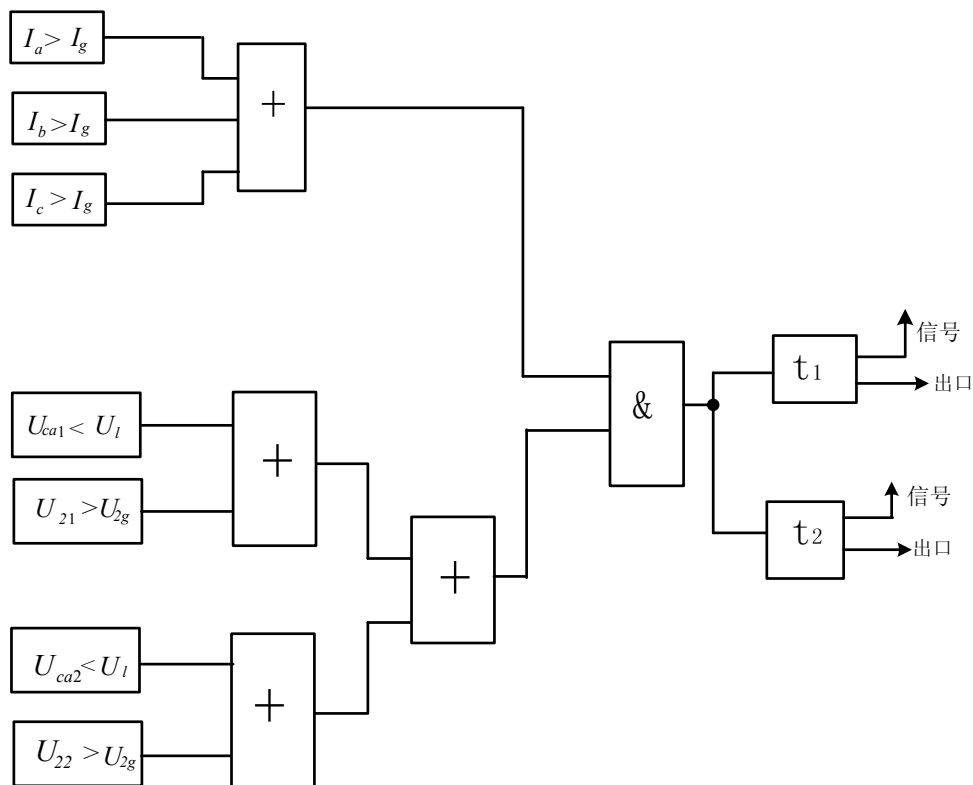 Ia > Ig
+
Ib > Ig
Ic > Ig
信号
t1
出口
&
Uca1 < Ul
+
U21 > U2g
信号
t2
出口
+
Uca2 < Ul
+
U22 > U2g